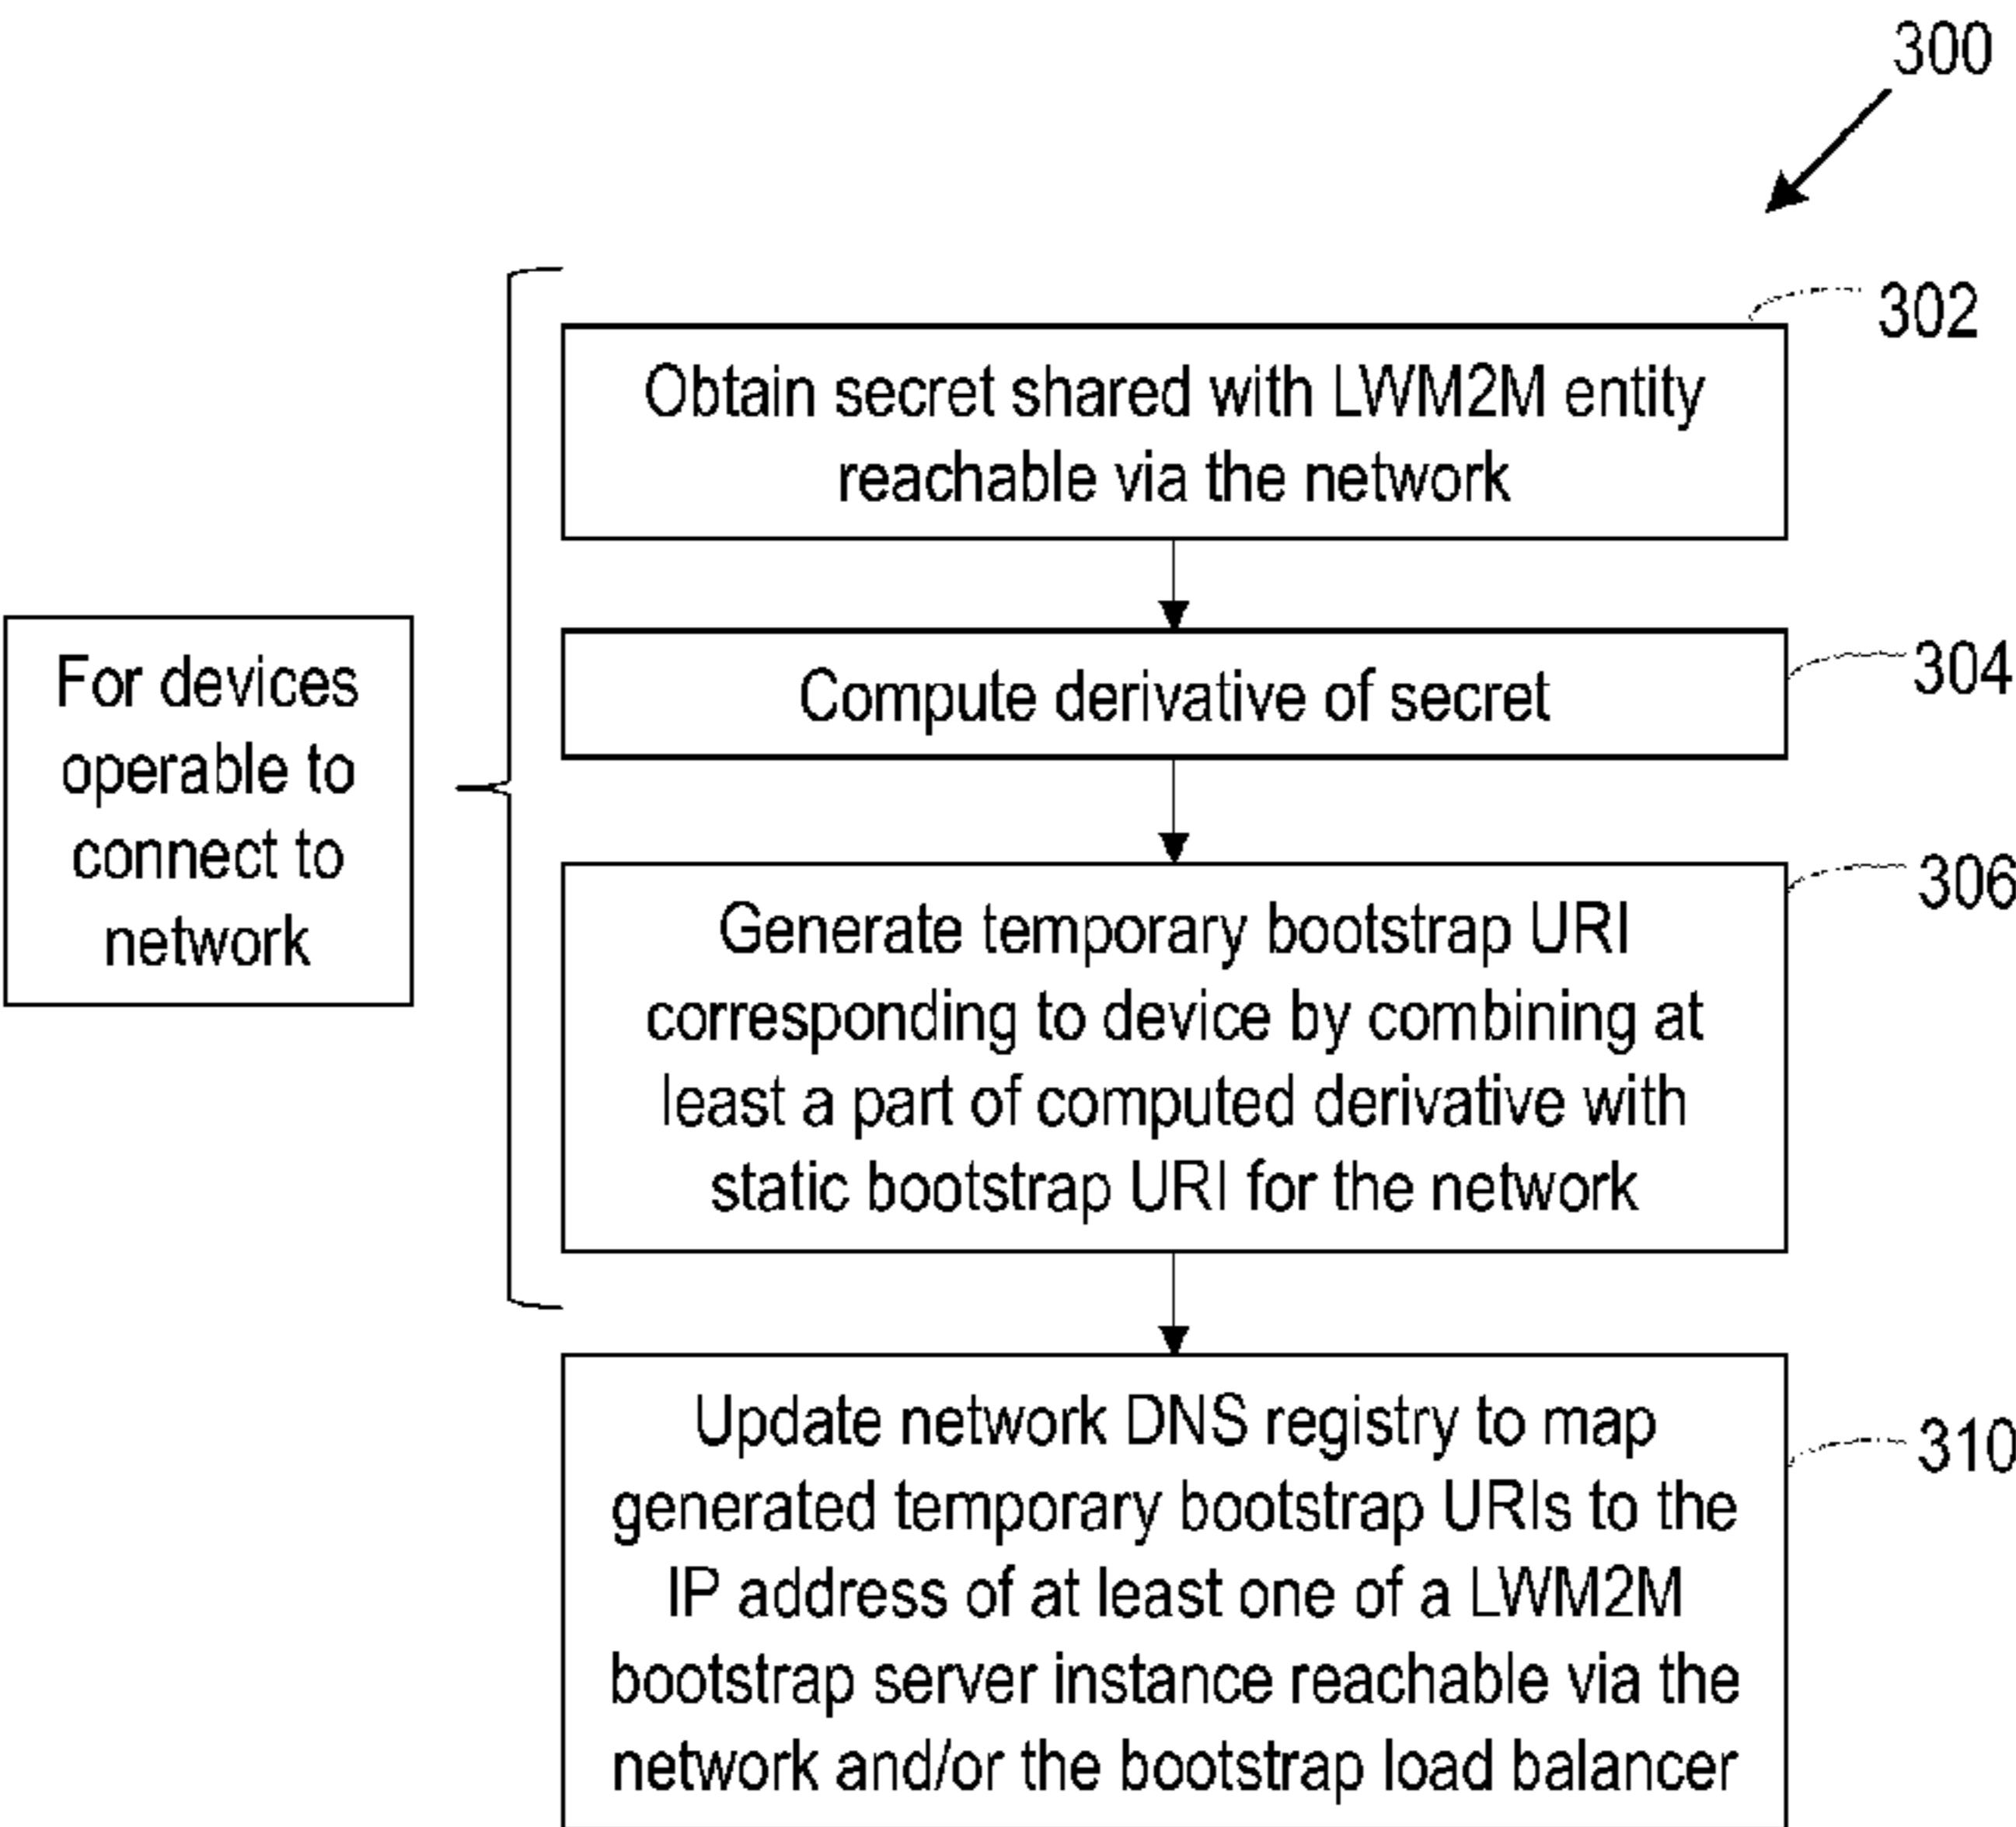 300
302
Obtain secret shared with LWM2M entity
reachable via the network
304
Compute derivative of secret
For devices
operable to
connect to
network
306
Generate temporary bootstrap URI
corresponding to device by combining at
least a part of computed derivative with
static bootstrap URI for the network
310
Update network DNS registry to map
generated temporary bootstrap URIs to the
IP address of at least one of a LWM2M
bootstrap server instance reachable via the
network and/or the bootstrap load balancer